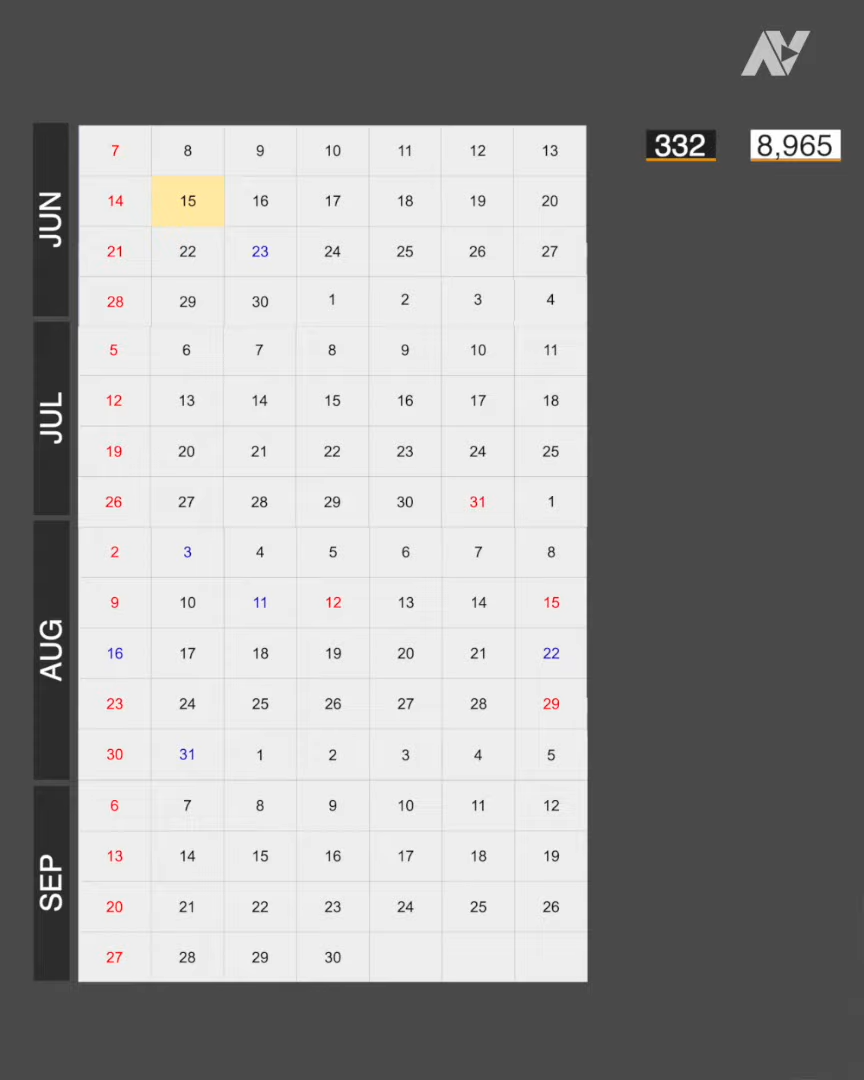 332 8,965
JUN
7 8 9 10 11 12 13
14 15 16 17 18 19 20
21 22 23 24 25 26 27
28 29 30 1 2 3 4
JUL
5 6 7 8 9 10 11
12 13 14 15 16 17 18
19 20 21 22 23 24 25
26 27 28 29 30 31 1
AUG
2 3 4 5 6 7 8
9 10 11 12 13 14 15
16 17 18 19 20 21 22
23 24 25 26 27 28 29
30 31 1 2 3 4 5
SEP
6 7 8 9 10 11 12
13 14 15 16 17 18 19
20 21 22 23 24 25 26
27 28 29 30